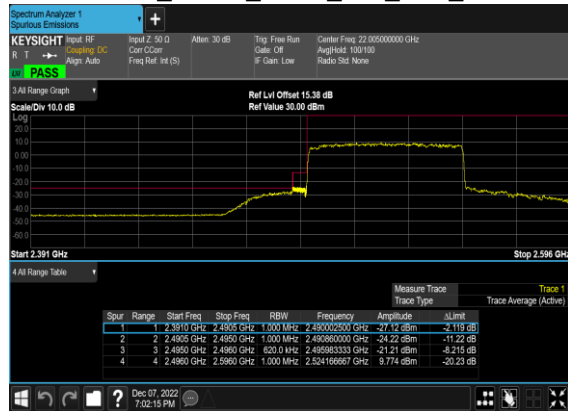 Spectrum Analyzer 1
Spurious Emissions
+
KEYSIGHT Input: RF Input Z: 50 Ω Atten: 30 dB Trig: Free Run Center Freq: 22.005000000 GHz
R T Coupling: DC Corr CCorr Gate: Off Avg|Hold: 100/100
Align: Auto Freq Ref: Int (S) IF Gain: Low Radio Std: None
PASS
3 All Range Graph
Ref Lvl Offset 15.38 dB
Scale/Div 10.0 dB Ref Value 30.00 dBm
Log
20.0
10.0
0.00
-10.0
-20.0
-30.0
-40.0
-50.0
-60.0
Start 2.391 GHz Stop 2.596 GHz
4 All Range Table
Measure Trace Trace 1
Trace Type Trace Average (Active)
Spur Range Start Freq Stop Freq RBW Frequency Amplitude ΔLimit
1 1 2.3910 GHz 2.4905 GHz 1.000 MHz 2.490002500 GHz -27.12 dBm -2.119 dB
2 2 2.4905 GHz 2.4950 GHz 1.000 MHz 2.490860000 GHz -24.22 dBm -11.22 dB
3 3 2.4950 GHz 2.4960 GHz 620.0 kHz 2.495983333 GHz -21.21 dBm -8.215 dB
4 4 2.4960 GHz 2.5960 GHz 1.000 MHz 2.524166667 GHz 9.774 dBm -20.23 dB
? Dec 07, 2022
7:02:15 PM